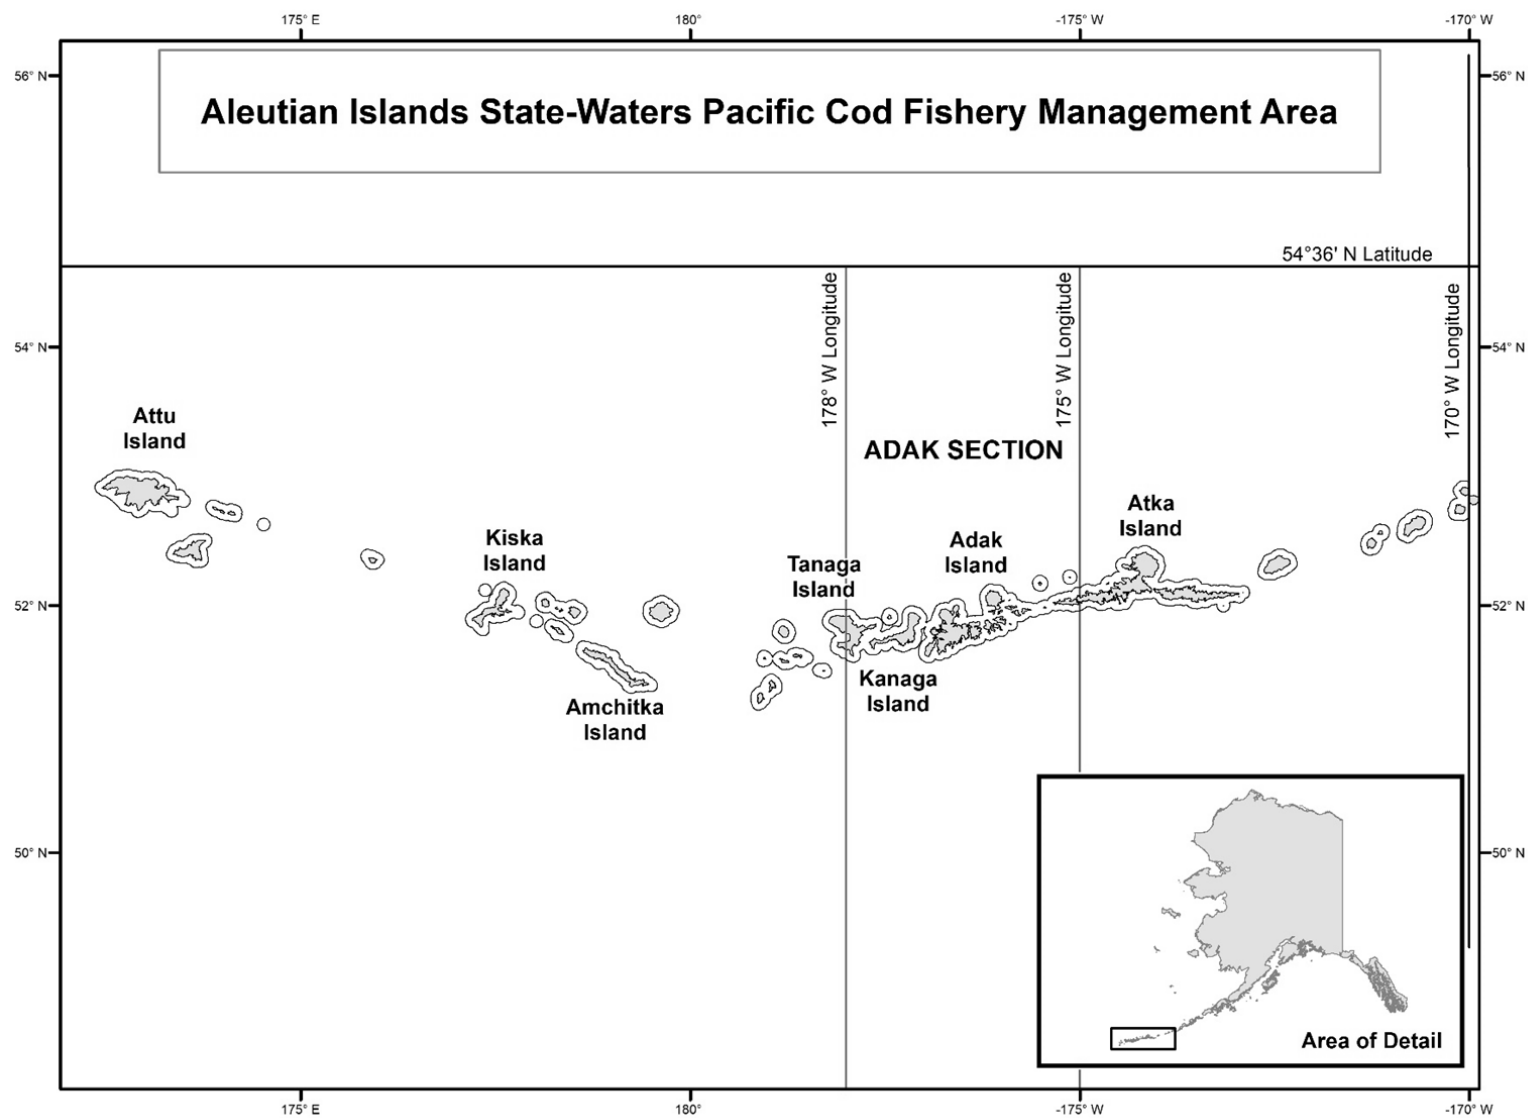 175° E
180°
-175° W
-170° W
56° N
56° N
Aleutian Islands State-Waters Pacific Cod Fishery Management Area
54°36' N Latitude
178° W Longitude
175° W Longitude
170° W Longitude
54° N
54° N
Attu
Island
ADAK SECTION
Atka
Island
Kiska
Island
Adak
Island
Tanaga
Island
52° N
52° N
Kanaga
Island
Amchitka
Island
50° N
50° N
Area of Detail
175° E
180°
-175° W
-170° W